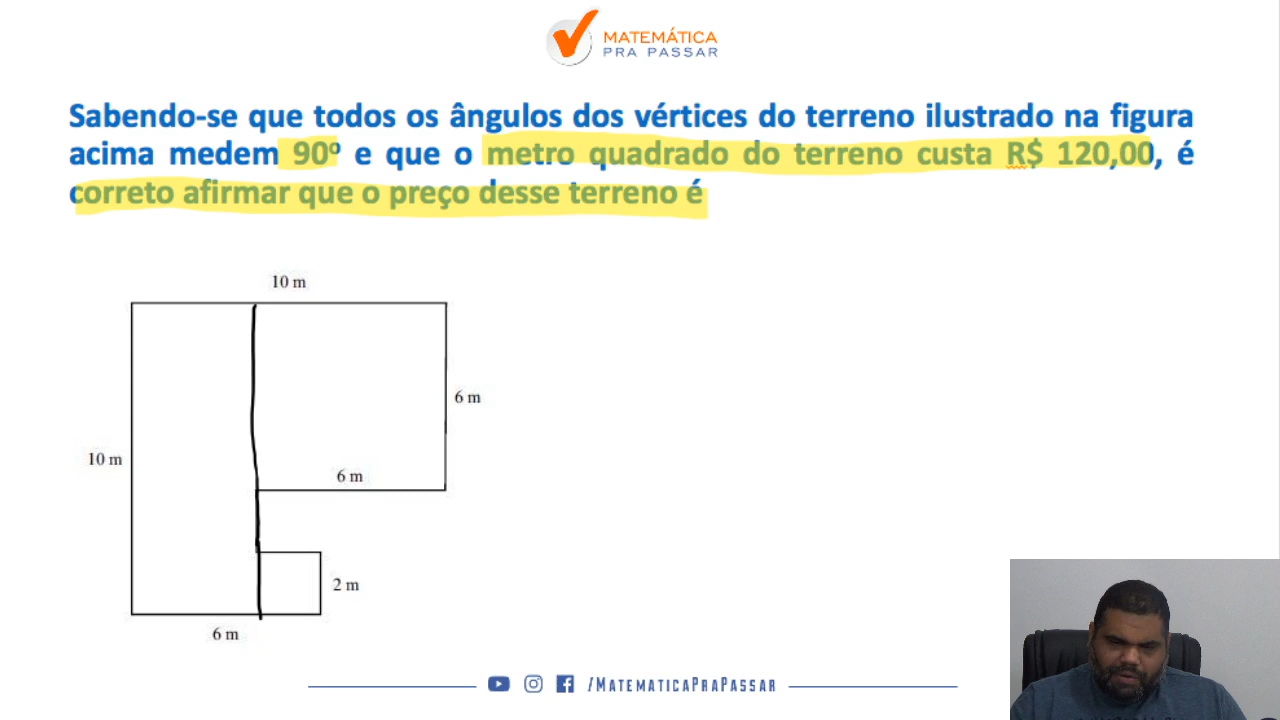 MATEMÁTICA
PRA PASSAR
Sabendo-se que todos os ângulos dos vértices do terreno ilustrado na figura
acima medem 90º e que o metro quadrado do terreno custa R$ 120,00, é
correto afirmar que o preço desse terreno é
10 m
6 m
10 m
6 m
2 m
6 m
/MATEMATICAPRAPASSAR